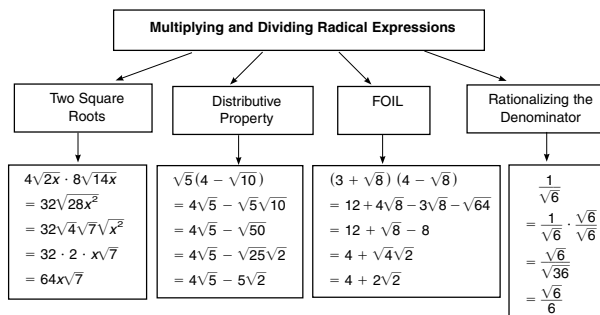 Multiplying and Dividing Radical Expressions
Two Square
Roots
Distributive
Property
FOIL
Rationalizing the
Denominator
4√2x · 8√14x
= 32√28x²
= 32√4√7√x²
= 32 · 2 · x√7
= 64x√7
√5(4 − √10)
= 4√5 − √5√10
= 4√5 − √50
= 4√5 − √25√2
= 4√5 − 5√2
(3 + √8)(4 − √8)
= 12 + 4√8 − 3√8 − √64
= 12 + √8 − 8
= 4 + √4√2
= 4 + 2√2
1/√6
= 1/√6 · √6/√6
= √6/√36
= √6/6